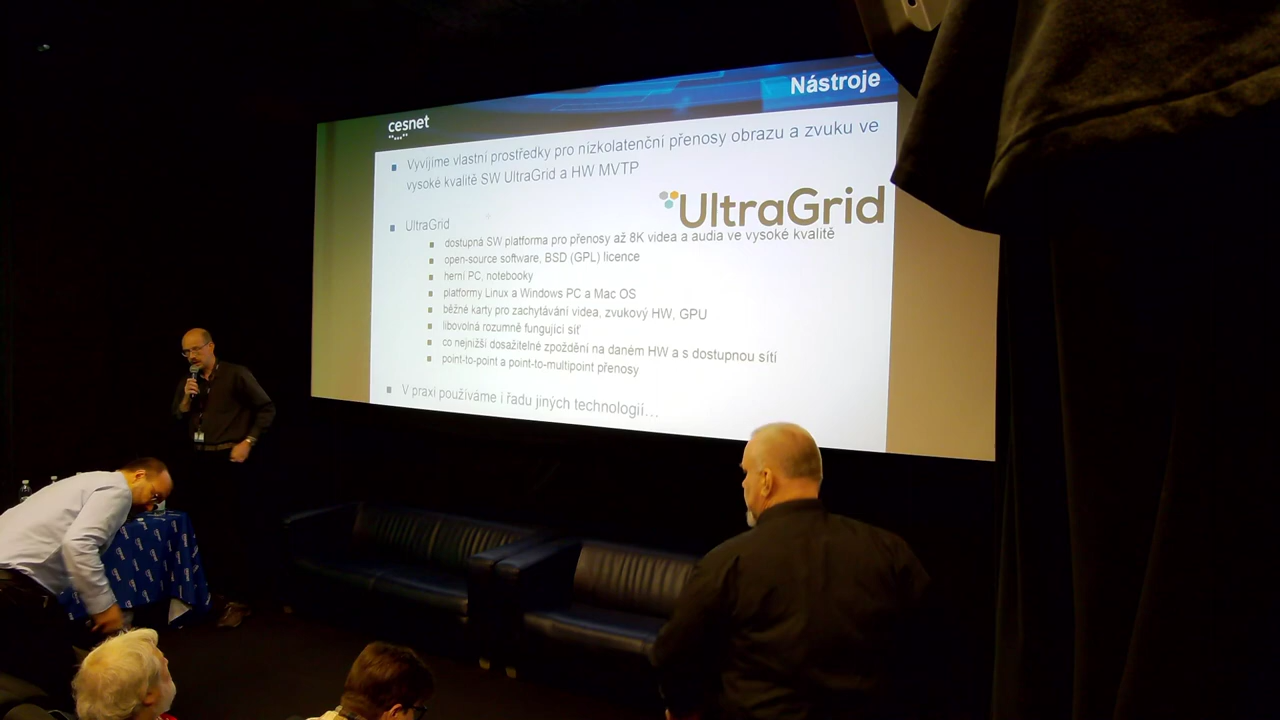 Nástroje
cesnet
Vyvíjíme vlastní prostředky pro nízkolatenční přenosy obrazu a zvuku ve
vysoké kvalitě SW UltraGrid a HW MVTP
UltraGrid
UltraGrid
dostupná SW platforma pro přenosy až 8K videa a audia ve vysoké kvalitě
open-source software, BSD (GPL) licence
herní PC, notebooky
platformy Linux a Windows PC a Mac OS
běžné karty pro zachytávání videa, zvukový HW, GPU
libovolná rozumně fungující síť
co nejnižší dosažitelné zpoždění na daném HW a s dostupnou sítí
point-to-point a point-to-multipoint přenosy
V praxi používáme i řadu jiných technologií…